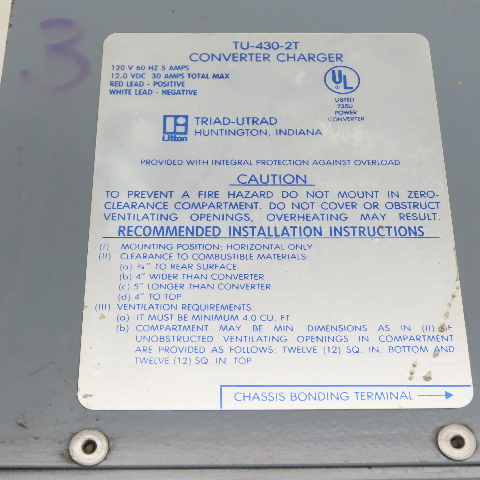 3
TU-430-2T
CONVERTER CHARGER
120 V 60 HZ 5 AMPS
12.0 VDC 30 AMPS TOTAL MAX
RED LEAD - POSITIVE
WHITE LEAD - NEGATIVE
UL
LISTED
735U
POWER
CONVERTER
Litton
TRIAD-UTRAD
HUNTINGTON, INDIANA
PROVIDED WITH INTEGRAL PROTECTION AGAINST OVERLOAD
CAUTION
TO PREVENT A FIRE HAZARD DO NOT MOUNT IN ZERO-
CLEARANCE COMPARTMENT. DO NOT COVER OR OBSTRUCT
VENTILATING OPENINGS, OVERHEATING MAY RESULT.
RECOMMENDED INSTALLATION INSTRUCTIONS
(I) MOUNTING POSITION: HORIZONTAL ONLY
(II) CLEARANCE TO COMBUSTIBLE MATERIALS:
(a) ¾" TO REAR SURFACE
(b) 4" WIDER THAN CONVERTER
(c) 5" LONGER THAN CONVERTER
(d) 4" TO TOP
(III) VENTILATION REQUIREMENTS:
(a) IT MUST BE MINIMUM 4.0 CU. FT
(b) COMPARTMENT MAY BE MIN DIMENSIONS AS IN (II) IF
UNOBSTRUCTED VENTILATING OPENINGS IN COMPARTMENT
ARE PROVIDED AS FOLLOWS: TWELVE (12) SQ. IN. BOTTOM AND
TWELVE (12) SQ. IN. TOP
CHASSIS BONDING TERMINAL